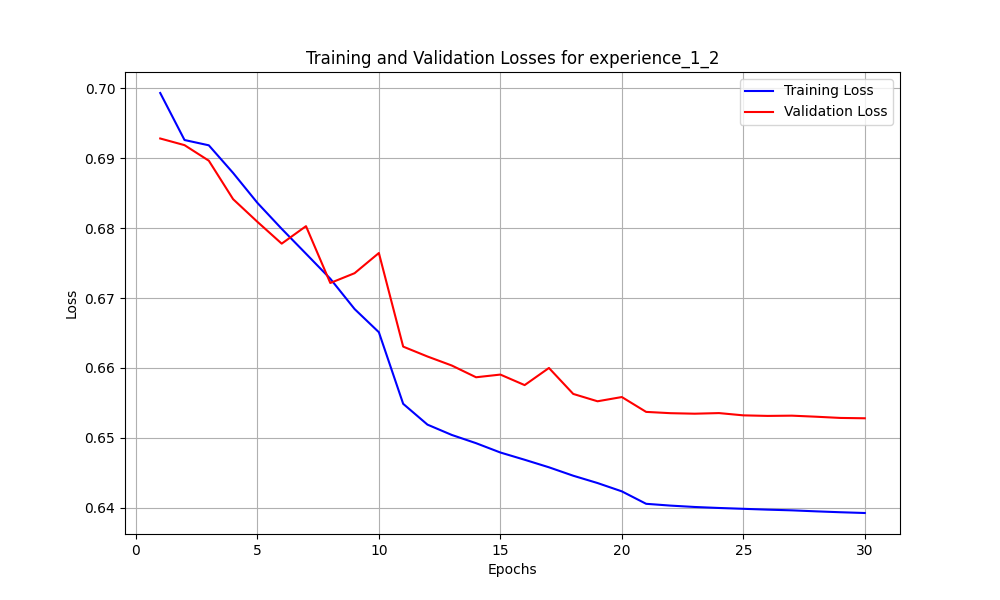 Training and Validation Losses for experience_1_2
Training Loss
Validation Loss
0.70
0.69
0.68
0.67
0.66
0.65
0.64
Loss
0 5 10 15 20 25 30
Epochs